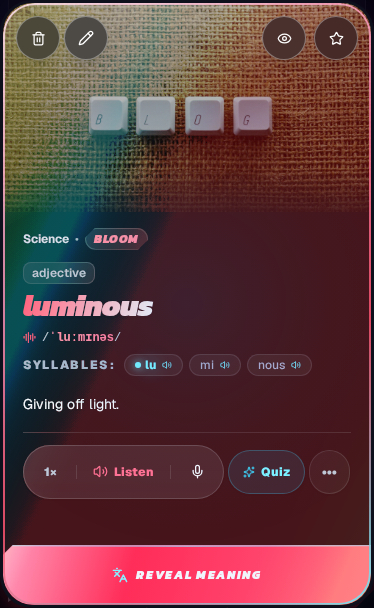 B L O G
Science • BLOOM
adjective
luminous
/ˈluːmɪnəs/
SYLLABLES: lu mi nous
Giving off light.
1× Listen Quiz •••
REVEAL MEANING